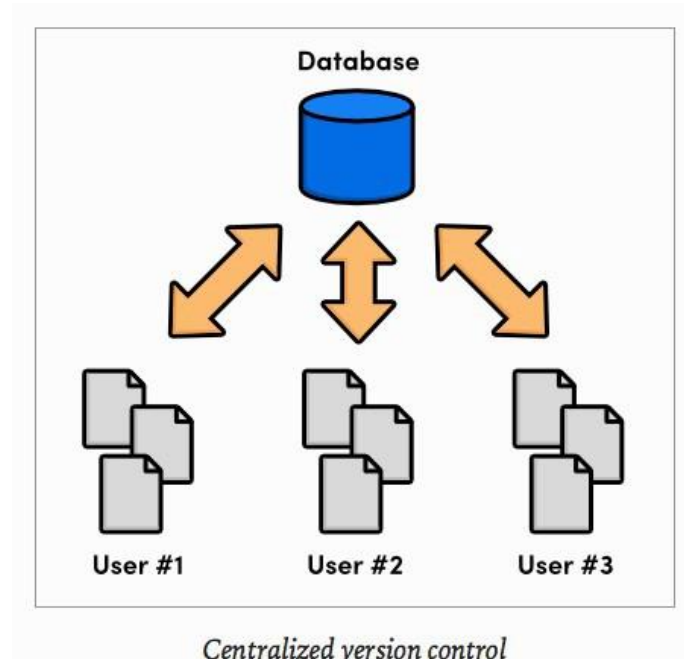 Database
User #1
User #2
User #3
Centralized version control